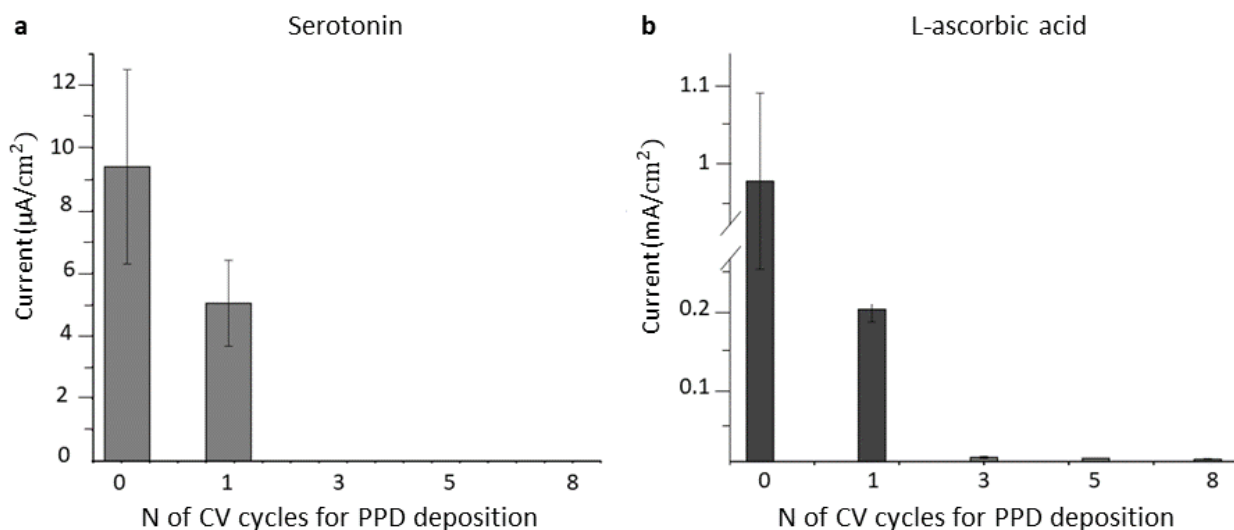 a Serotonin
Current(µA/cm²)
12
10
8
6
4
2
0
0 1 3 5 8
N of CV cycles for PPD deposition
b L-ascorbic acid
Current(mA/cm²)
1.1
1
0.2
0.1
0 1 3 5 8
N of CV cycles for PPD deposition